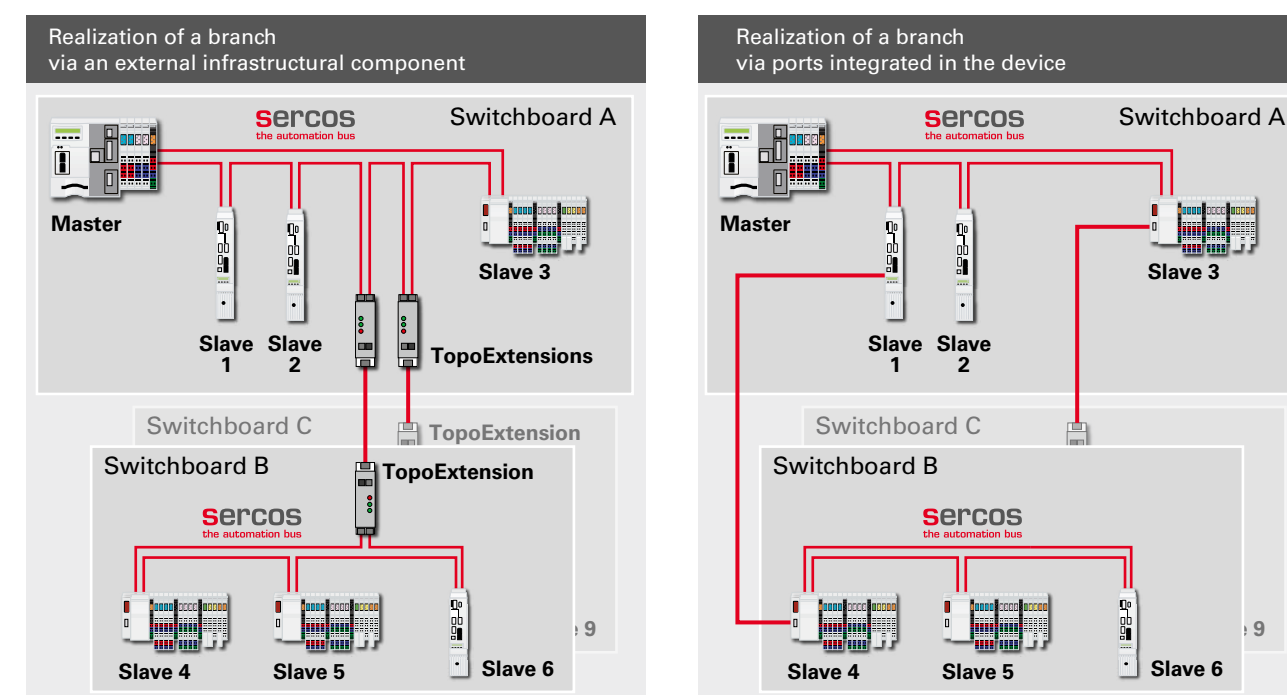 Realization of a branch
via an external infrastructural component
sercos
the automation bus
Switchboard A
Master
Slave 3
Slave
1
Slave
2
TopoExtensions
Switchboard C
TopoExtension
Switchboard B
TopoExtension
sercos
the automation bus
9
Slave 4
Slave 5
Slave 6
Realization of a branch
via ports integrated in the device
sercos
the automation bus
Switchboard A
Master
Slave 3
Slave
1
Slave
2
Switchboard C
Switchboard B
sercos
the automation bus
9
Slave 4
Slave 5
Slave 6